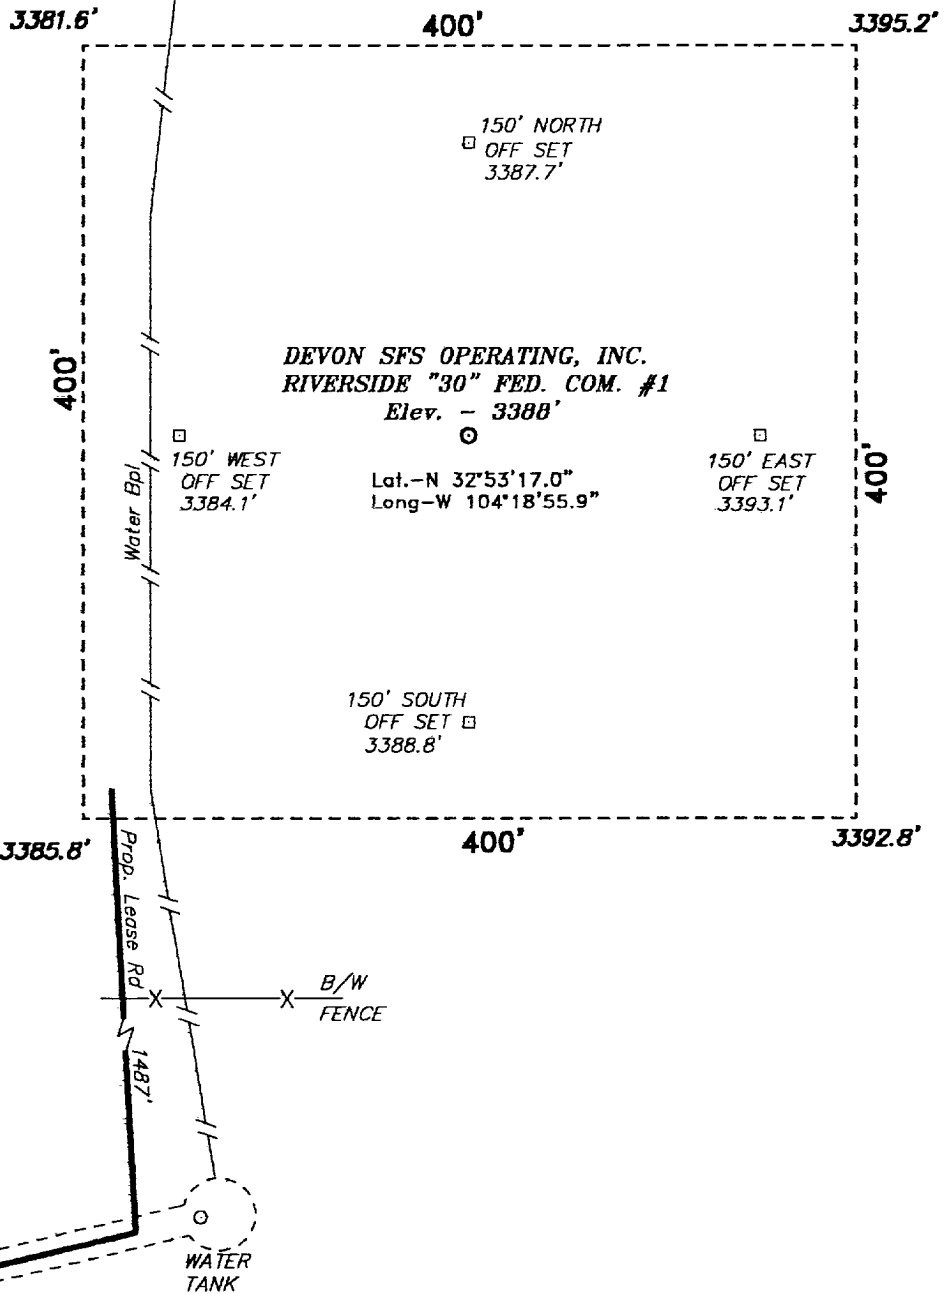 3381.6'
400'
3395.2'
150' NORTH
OFF SET
3387.7'
DEVON SFS OPERATING, INC.
RIVERSIDE "30" FED. COM. #1
Elev. - 3388'
400'
150' WEST
OFF SET
3384.1'
Lat.-N 32°53'17.0"
Long-W 104°18'55.9"
150' EAST
OFF SET
3393.1'
400'
Water Bpl
150' SOUTH
OFF SET
3388.8'
3385.8'
400'
3392.8'
Prop. Lease Rd
B/W
FENCE
1487'
WATER
TANK